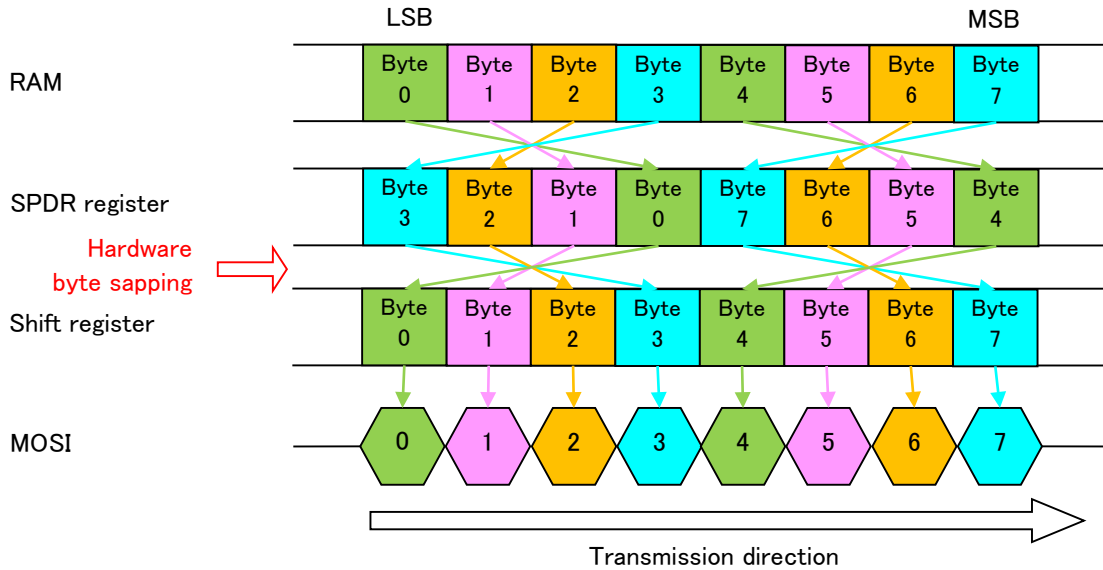 LSB MSB
RAM
Byte 0 Byte 1 Byte 2 Byte 3 Byte 4 Byte 5 Byte 6 Byte 7
SPDR register
Byte 3 Byte 2 Byte 1 Byte 0 Byte 7 Byte 6 Byte 5 Byte 4
Hardware
byte sapping
Shift register
Byte 0 Byte 1 Byte 2 Byte 3 Byte 4 Byte 5 Byte 6 Byte 7
MOSI
0 1 2 3 4 5 6 7
Transmission direction